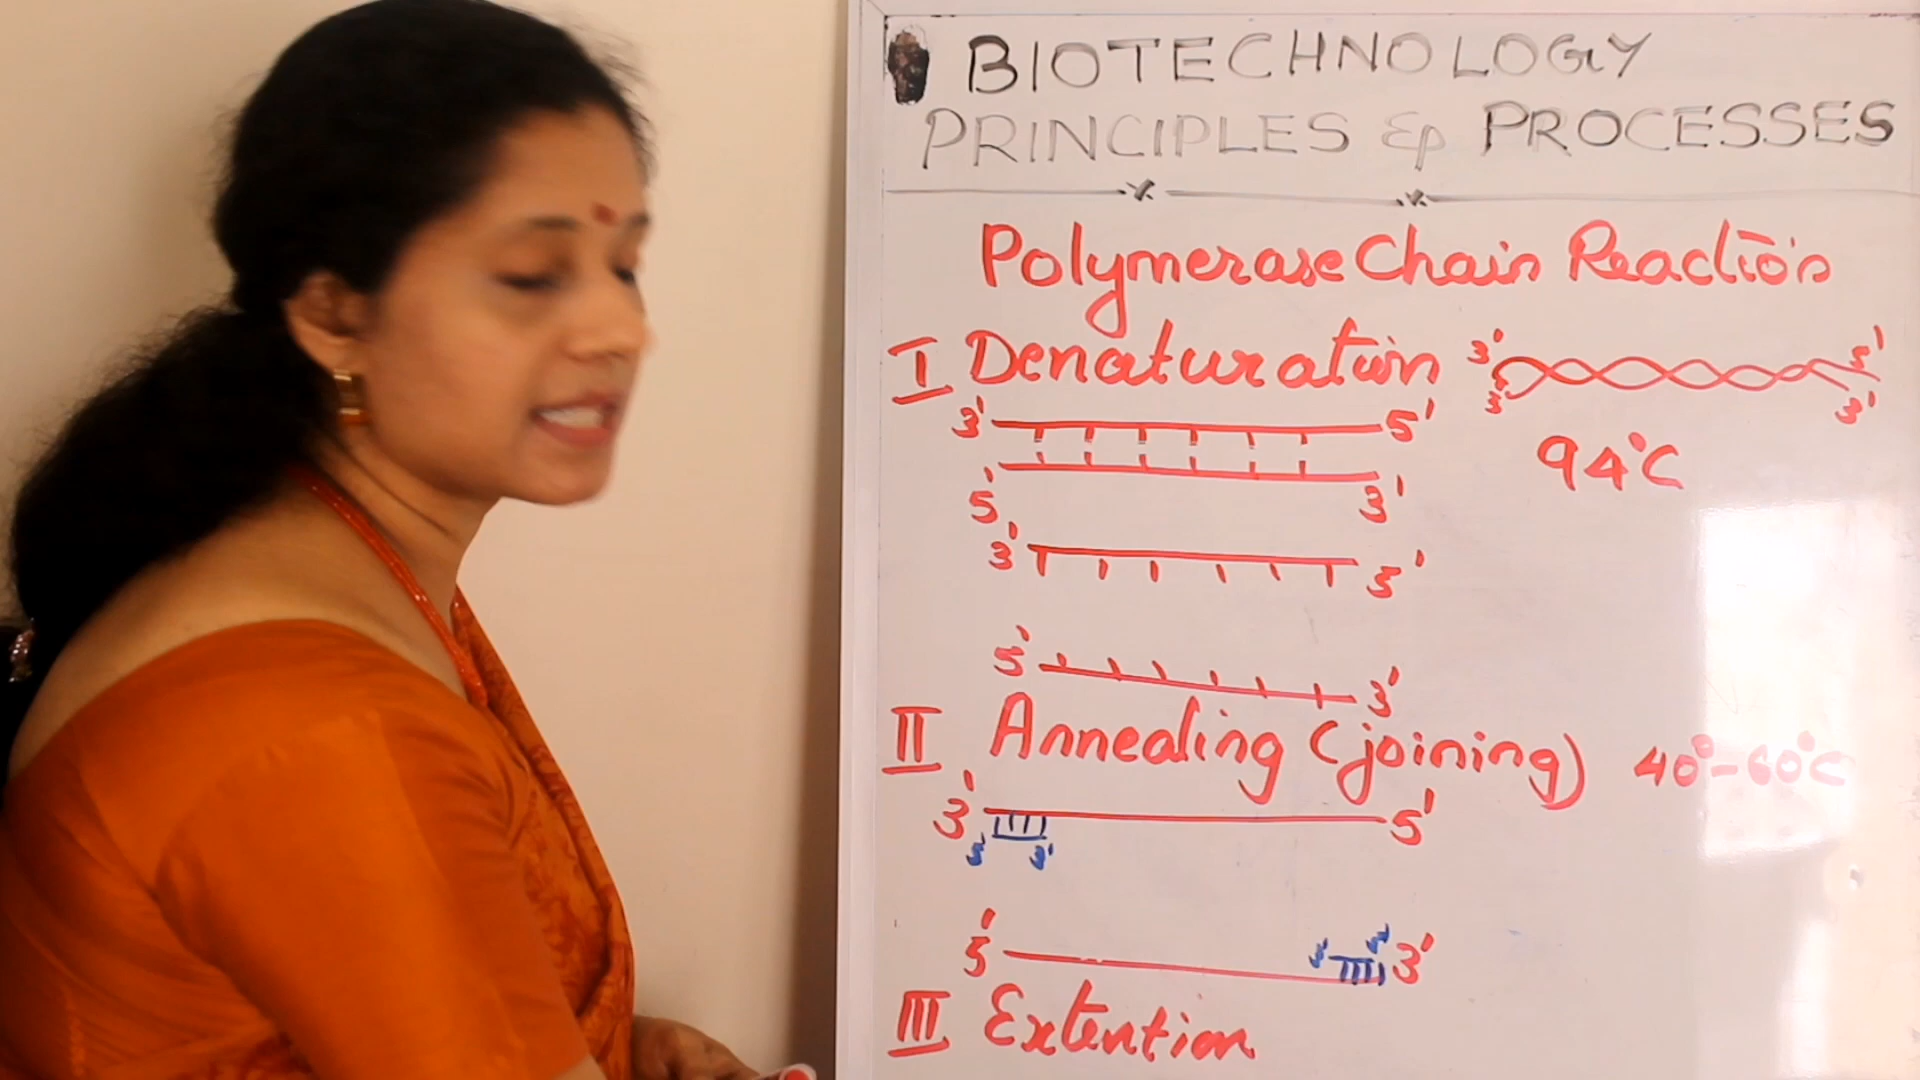 BIOTECHNOLOGY
PRINCIPLES & PROCESSES
Polymerase Chain Reaction
I Denaturation
3' 5'
3' 5'
5' 3'
94°C
5' 3'
3' 5'
5' 3'
II Annealing (joining) 40°-60°C
3' 5'
5' 3'
3' 5'
5' 3'
III Extention